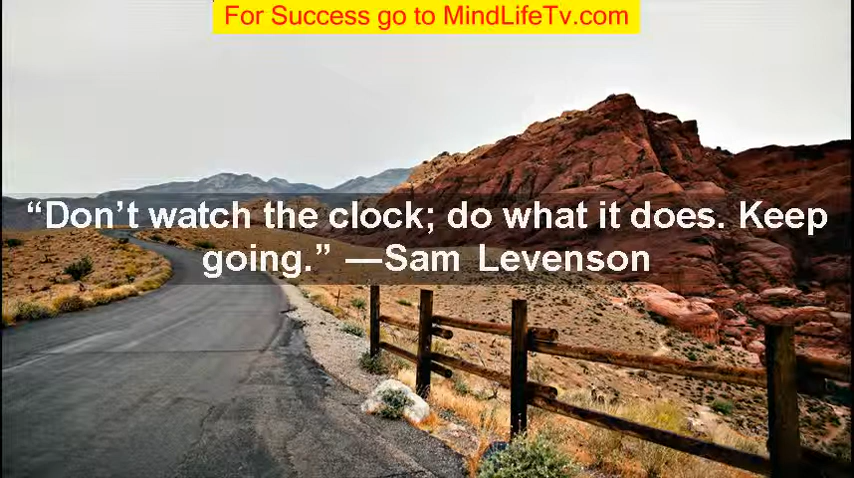 For Success go to MindLifeTv.com
“Don’t watch the clock; do what it does. Keep
going.” —Sam Levenson